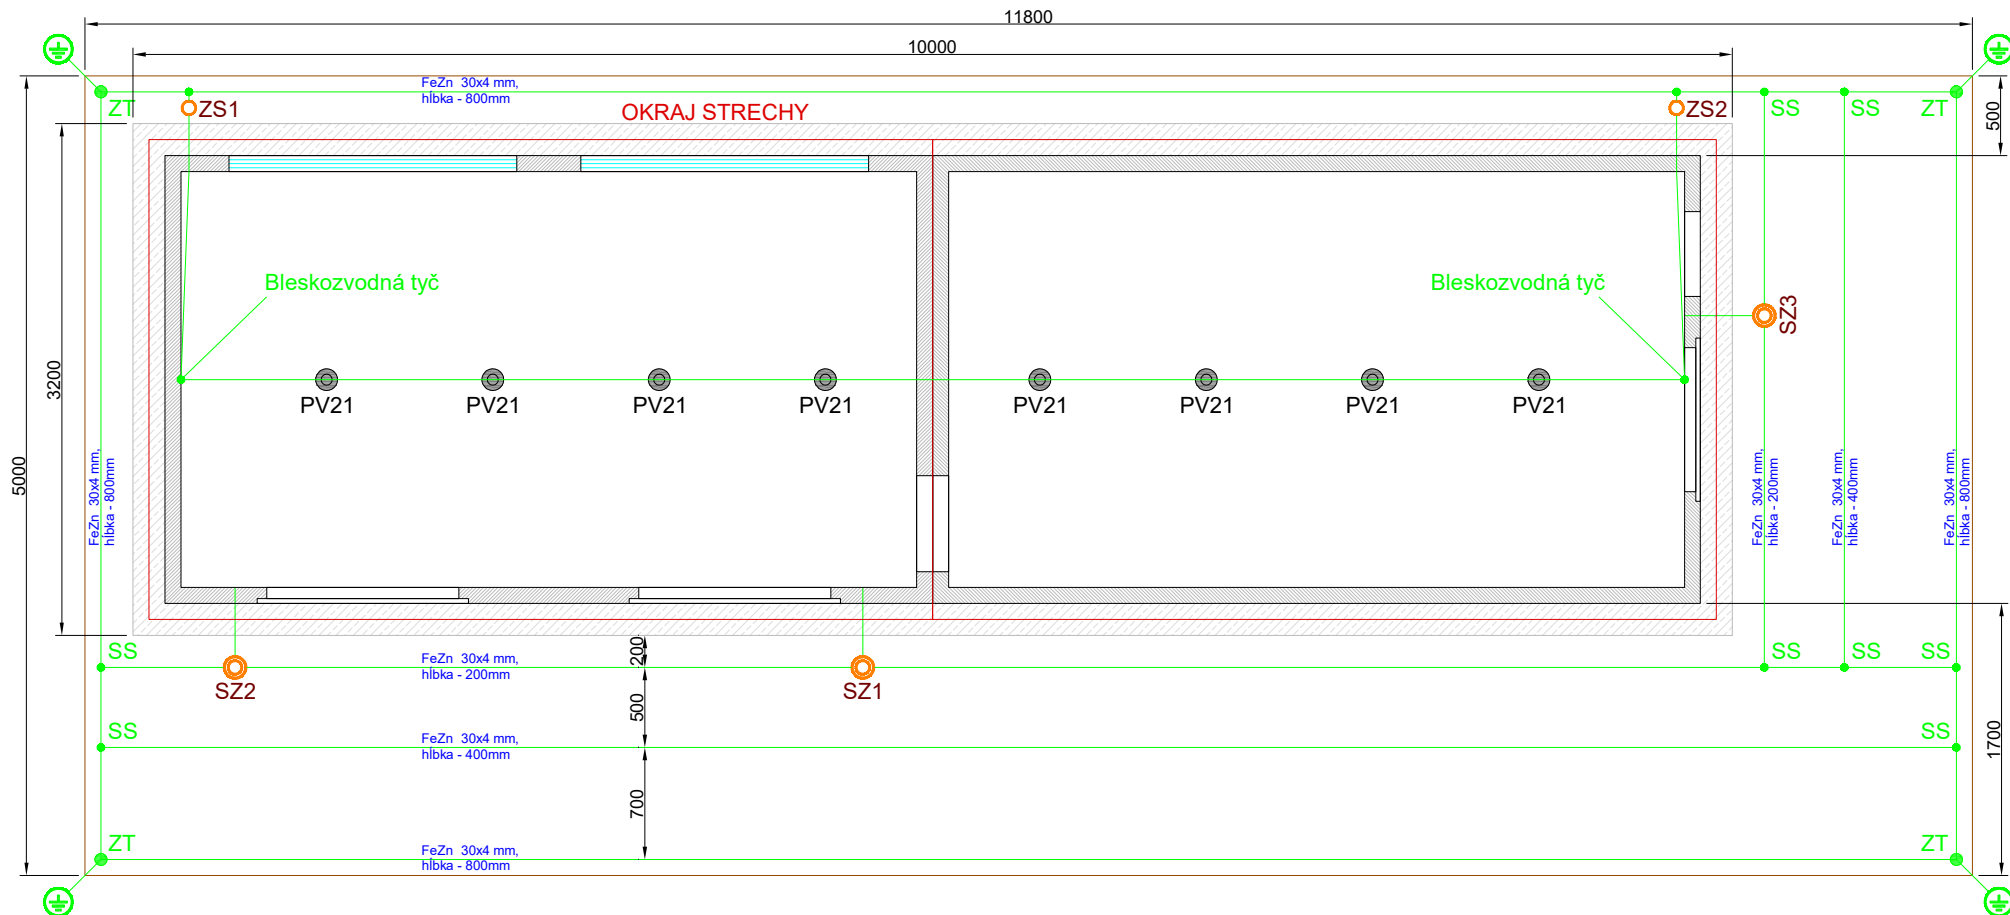 11800
10000
FeZn 30x4 mm,
hĺbka - 800mm
ZT
ZS1
OKRAJ STRECHY
ZS2
SS
SS
ZT
500
Bleskozvodná tyč
Bleskozvodná tyč
SZ3
3200
PV21
PV21
PV21
PV21
PV21
PV21
PV21
PV21
5000
FeZn 30x4 mm,
hĺbka - 800mm
FeZn 30x4 mm,
hĺbka - 200mm
FeZn 30x4 mm,
hĺbka - 400mm
FeZn 30x4 mm,
hĺbka - 800mm
SS
FeZn 30x4 mm,
hĺbka - 200mm
200
SS
SS
SS
SZ2
SZ1
500
SS
FeZn 30x4 mm,
hĺbka - 400mm
SS
1700
700
ZT
FeZn 30x4 mm,
hĺbka - 800mm
ZT